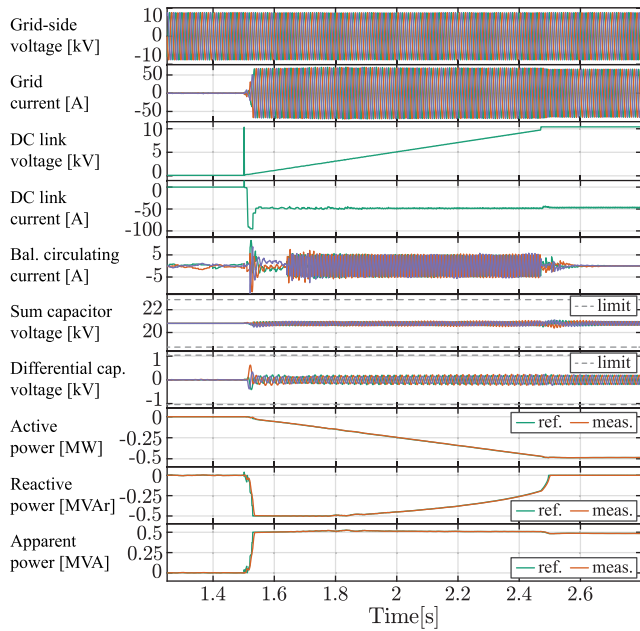 Grid-side
voltage [kV]
10
0
-10
Grid
current [A]
50
0
-50
DC link
voltage [kV]
10
5
0
DC link
current [A]
0
-50
-100
Bal. circulating
current [A]
5
-5
Sum capacitor
voltage [kV]
22
20
limit
Differential cap.
voltage [kV]
1
0
-1
limit
Active
power [MW]
0
-0.25
-0.5
ref. meas.
Reactive
power [MVAr]
0
-0.25
-0.5
ref. meas.
Apparent
power [MVA]
0.5
0.25
0
ref. meas.
1.4 1.6 1.8 2 2.2 2.4 2.6
Time[s]